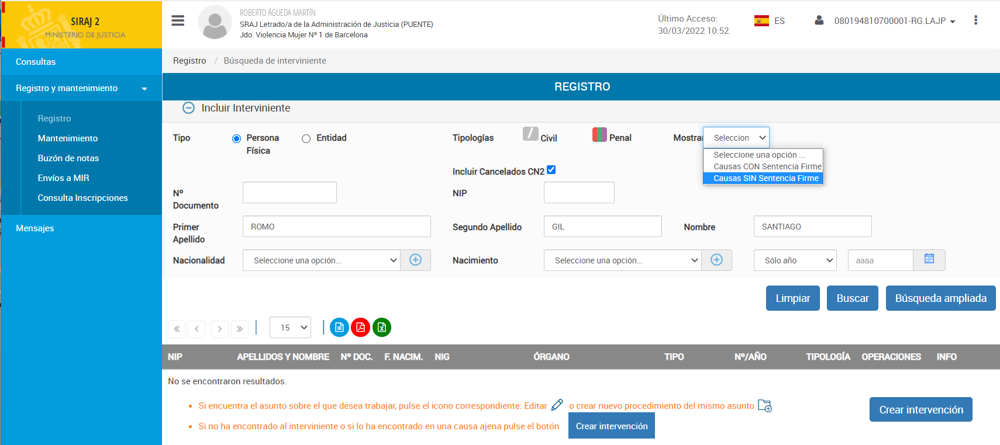 SIRAJ 2
MINISTERIO DE JUSTICIA
ROBERTO ÁGUEDA MARTÍN
SRAJ Letrado/a de la Administración de Justicia (PUENTE)
Jdo. Violencia Mujer Nº 1 de Barcelona
Último Acceso:
30/03/2022 10:52
ES
080194810700001-RG.LAJP
Consultas
Registro y mantenimiento
Registro
Mantenimiento
Buzón de notas
Envíos a MIR
Consulta Inscripciones
Mensajes
Registro / Búsqueda de interviniente
REGISTRO
Incluir Interviniente
Tipo
Persona
Física
Entidad
Tipologías
Civil
Penal
Mostrar
Seleccion
Seleccione una opción ...
Causas CON Sentencia Firme
Causas SIN Sentencia Firme
Incluir Cancelados CN2
Nº
Documento
NIP
Primer
Apellido
ROMO
Segundo Apellido
GIL
Nombre
SANTIAGO
Nacionalidad
Seleccione una opción...
Nacimiento
Seleccione una opción...
Sólo año
aaaa
Limpiar
Buscar
Búsqueda ampliada
« ‹ › »
15
NIP APELLIDOS Y NOMBRE Nº DOC. F. NACIM. NIG ÓRGANO TIPO Nº/AÑO TIPOLOGÍA OPERACIONES INFO
No se encontraron resultados.
• Si encuentra el asunto sobre el que desea trabajar, pulse el icono correspondiente: Editar o crear nuevo procedimiento del mismo asunto
• Si no ha encontrado al interviniente o si lo ha encontrado en una causa ajena pulse el botón Crear intervención
Crear intervención